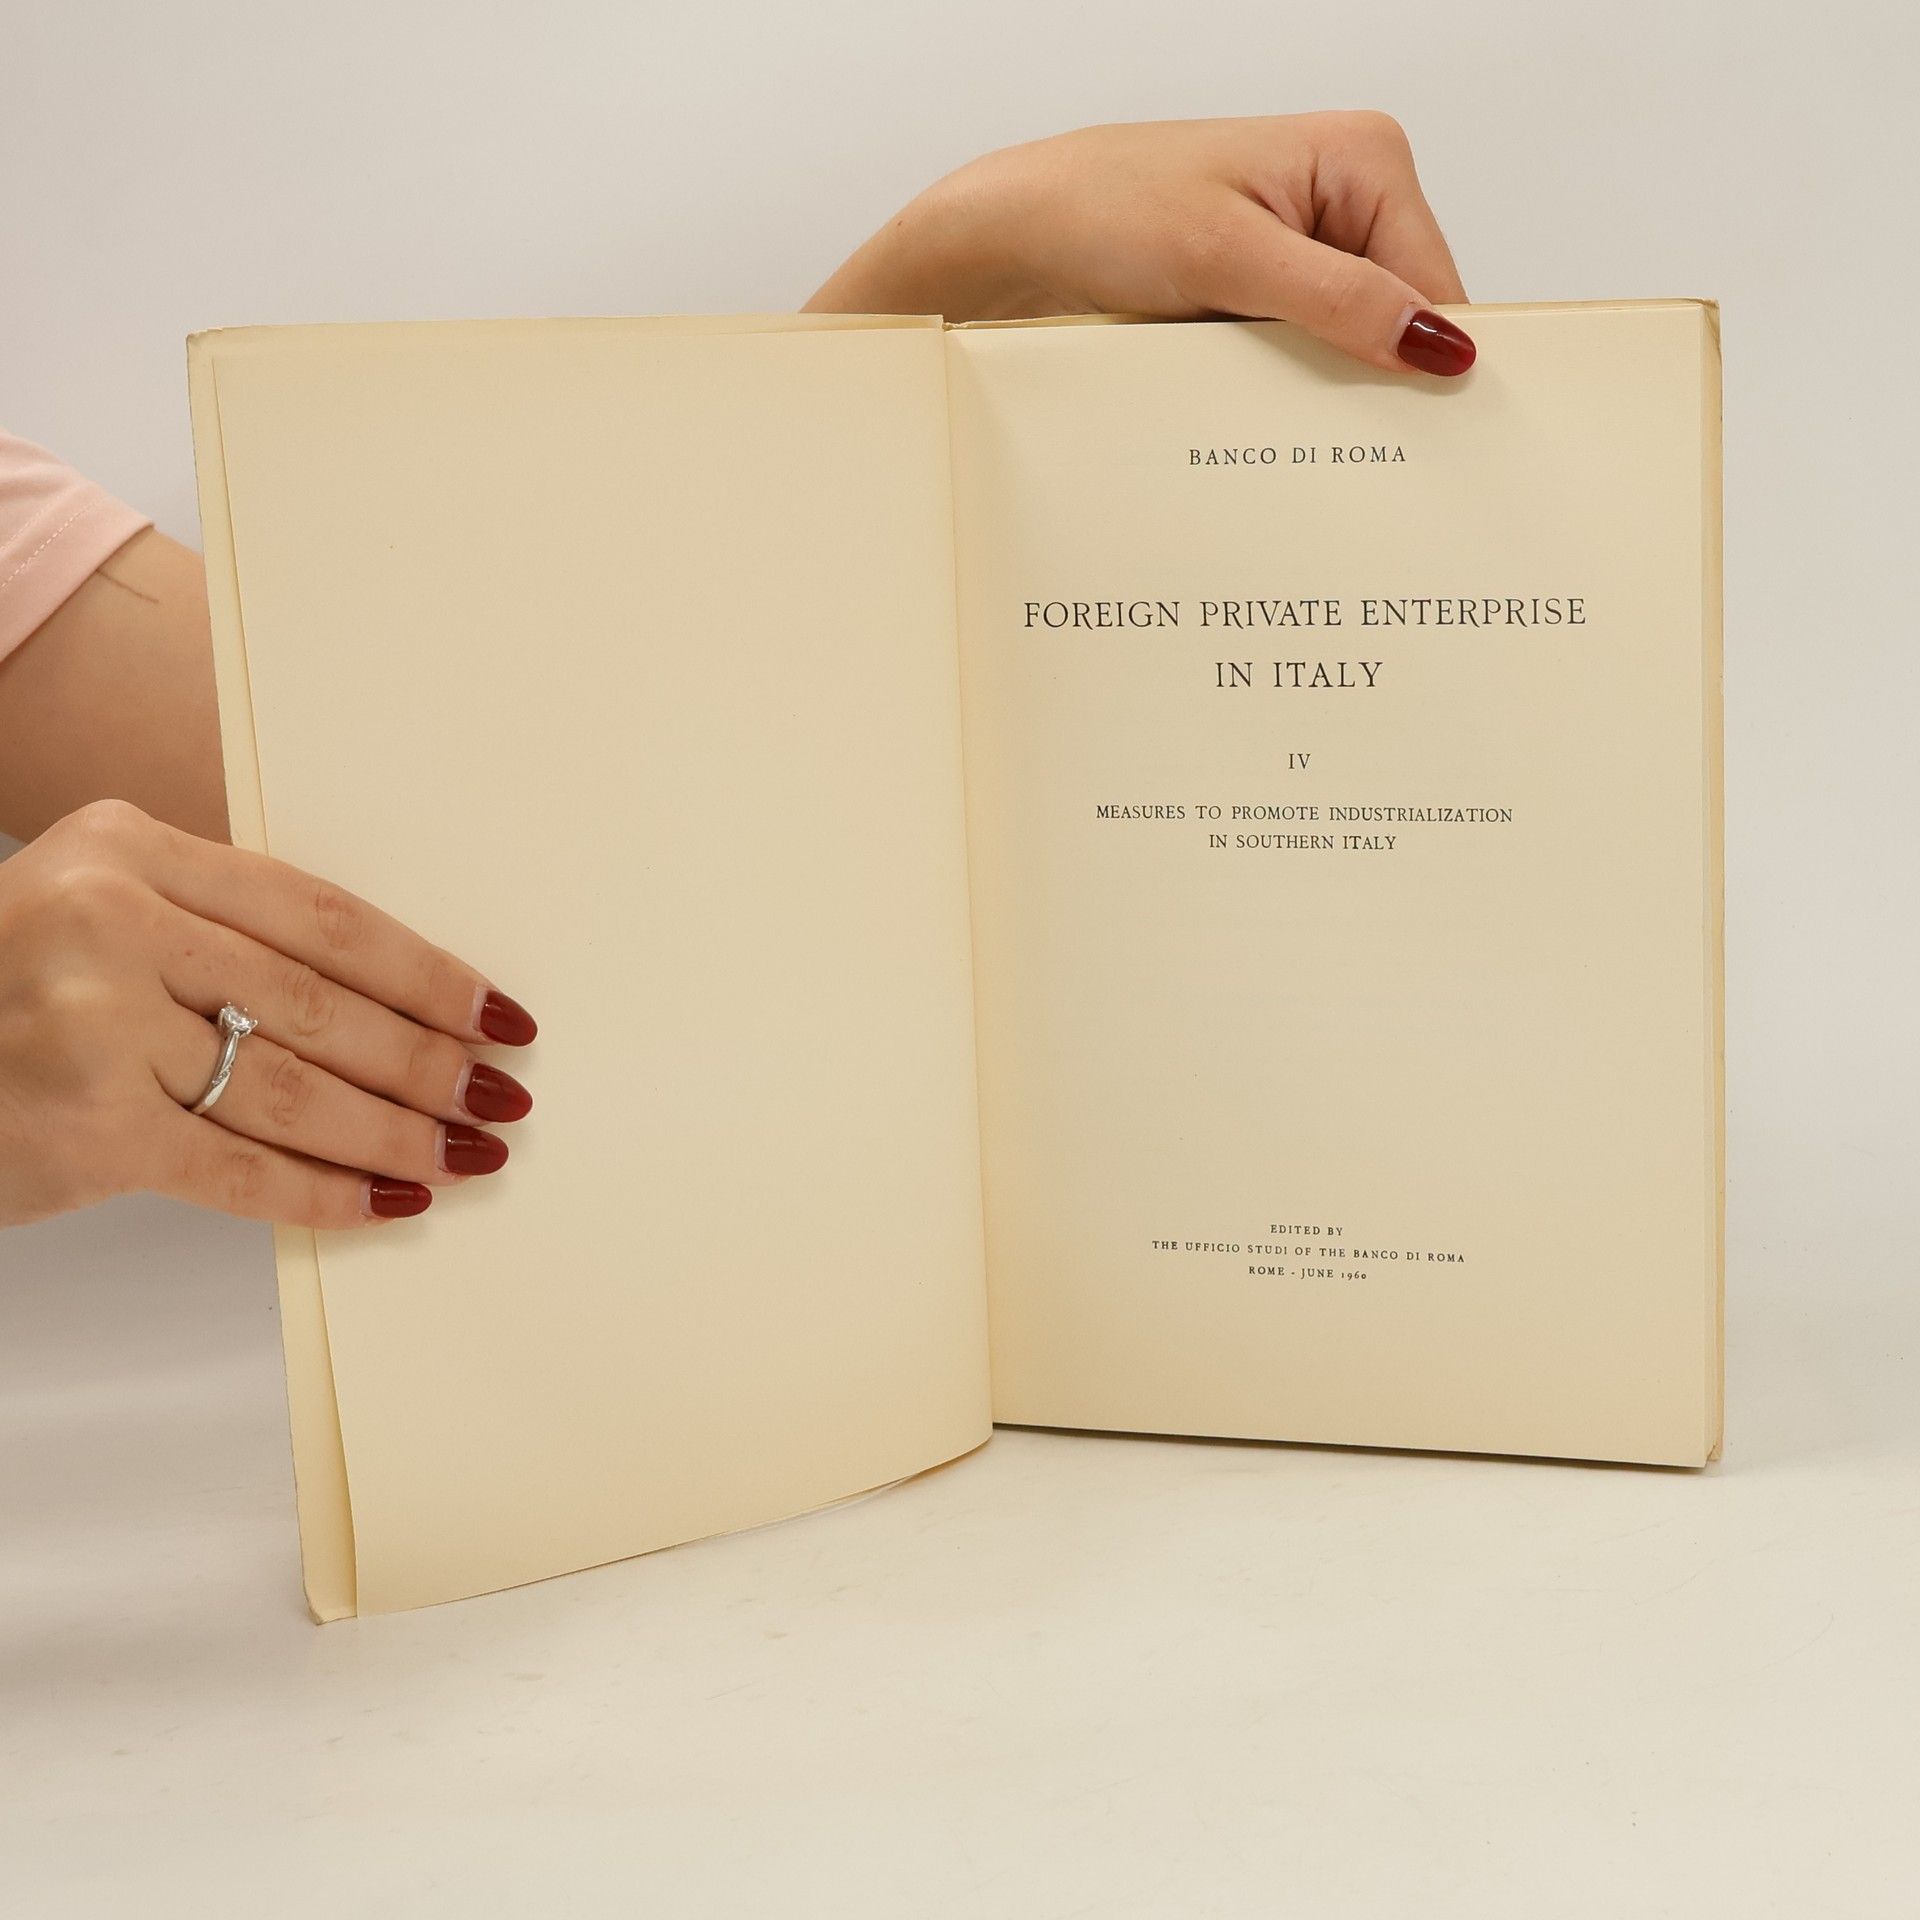 BANCO DI ROMA
FOREIGN PRIVATE ENTERPRISE
IN ITALY
IV
MEASURES TO PROMOTE INDUSTRIALIZATION
IN SOUTHERN ITALY
EDITED BY
THE UFFICIO STUDI OF THE BANCO DI ROMA
ROME - JUNE 1960